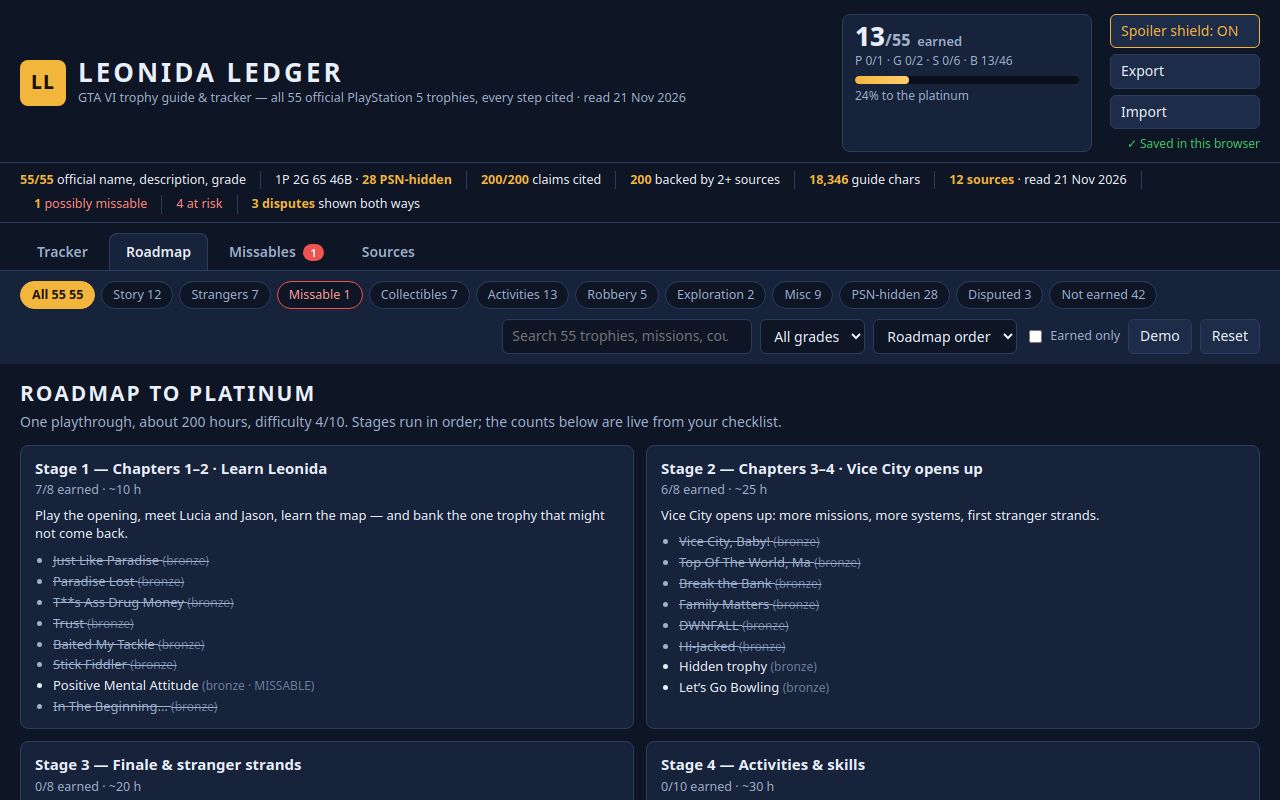 LL
LEONIDA LEDGER
GTA VI trophy guide & tracker — all 55 official PlayStation 5 trophies, every step cited · read 21 Nov 2026
13/55 earned
P 0/1 · G 0/2 · S 0/6 · B 13/46
24% to the platinum
Spoiler shield: ON
Export
Import
✓ Saved in this browser
55/55 official name, description, grade
1P 2G 6S 46B · 28 PSN-hidden
200/200 claims cited
200 backed by 2+ sources
18,346 guide chars
12 sources · read 21 Nov 2026
1 possibly missable
4 at risk
3 disputes shown both ways
Tracker
Roadmap
Missables 1
Sources
All 55 55
Story 12
Strangers 7
Missable 1
Collectibles 7
Activities 13
Robbery 5
Exploration 2
Misc 9
PSN-hidden 28
Disputed 3
Not earned 42
Search 55 trophies, missions, cou
All grades
Roadmap order
Earned only
Demo
Reset
ROADMAP TO PLATINUM
One playthrough, about 200 hours, difficulty 4/10. Stages run in order; the counts below are live from your checklist.
Stage 1 — Chapters 1–2 · Learn Leonida
7/8 earned · ~10 h
Play the opening, meet Lucia and Jason, learn the map — and bank the one trophy that might
not come back.
Just Like Paradise (bronze)
Paradise Lost (bronze)
T**s Ass Drug Money (bronze)
Trust (bronze)
Baited My Tackle (bronze)
Stick Fiddler (bronze)
Positive Mental Attitude (bronze · MISSABLE)
In The Beginning... (bronze)
Stage 2 — Chapters 3–4 · Vice City opens up
6/8 earned · ~25 h
Vice City opens up: more missions, more systems, first stranger strands.
Vice City, Baby! (bronze)
Top Of The World, Ma (bronze)
Break the Bank (bronze)
Family Matters (bronze)
DWNFALL (bronze)
Hi-Jacked (bronze)
Hidden trophy (bronze)
Let’s Go Bowling (bronze)
Stage 3 — Finale & stranger strands
0/8 earned · ~20 h
Stage 4 — Activities & skills
0/10 earned · ~30 h